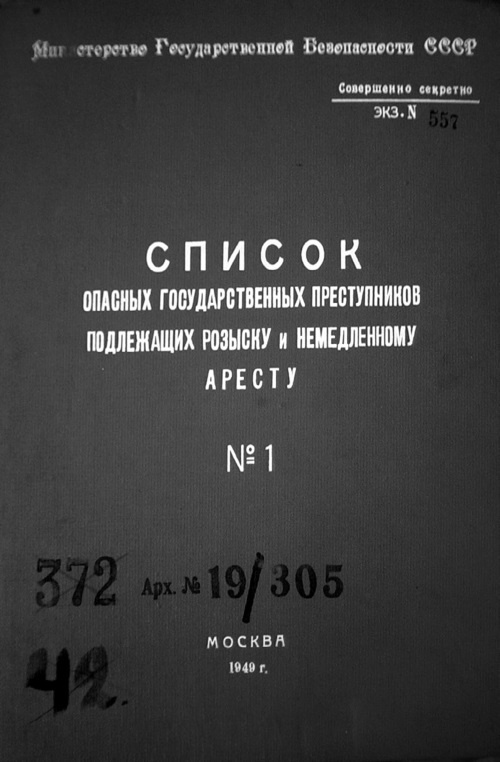 Министерство Государственной Безопасности СССР
Совершенно секретно
ЭКЗ. N 557
СПИСОК
ОПАСНЫХ ГОСУДАРСТВЕННЫХ ПРЕСТУПНИКОВ
ПОДЛЕЖАЩИХ РОЗЫСКУ и НЕМЕДЛЕННОМУ
АРЕСТУ
№ 1
372 Арх. № 19/305
МОСКВА
1949 г.
42.